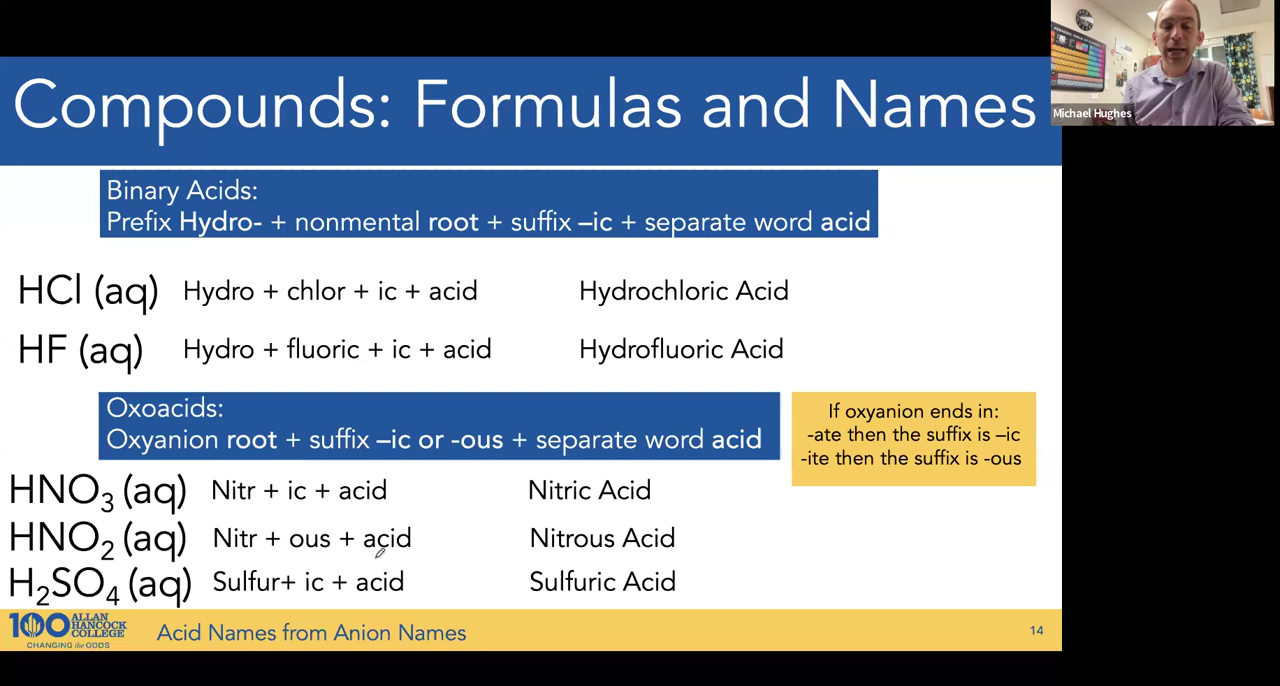 Compounds: Formulas and Names
Michael Hughes
Binary Acids:
Prefix Hydro- + nonmental root + suffix –ic + separate word acid
HCl (aq) Hydro + chlor + ic + acid Hydrochloric Acid
HF (aq) Hydro + fluoric + ic + acid Hydrofluoric Acid
Oxoacids:
Oxyanion root + suffix –ic or -ous + separate word acid
If oxyanion ends in:
-ate then the suffix is –ic
-ite then the suffix is -ous
HNO₃ (aq) Nitr + ic + acid Nitric Acid
HNO₂ (aq) Nitr + ous + acid Nitrous Acid
H₂SO₄ (aq) Sulfur+ ic + acid Sulfuric Acid
100 ALLAN
HANCOCK
COLLEGE
CHANGING the ODDS
Acid Names from Anion Names
14